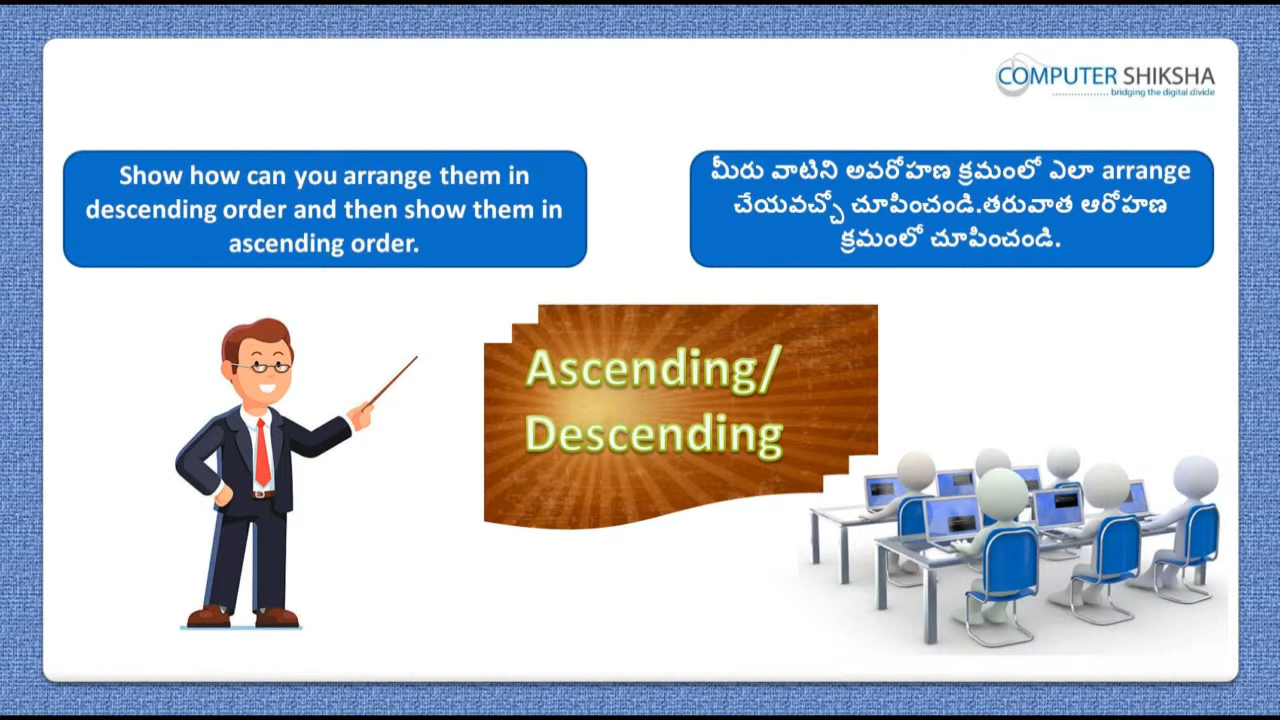 COMPUTER SHIKSHA
bridging the digital divide
Show how can you arrange them in
descending order and then show them in
ascending order.
మీరు వాటిని అవరోహణ క్రమంలో ఎలా arrange
చేయవచ్చో చూపించండి.తరువాత ఆరోహణ
క్రమంలో చూపించండి.
Ascending/
Descending